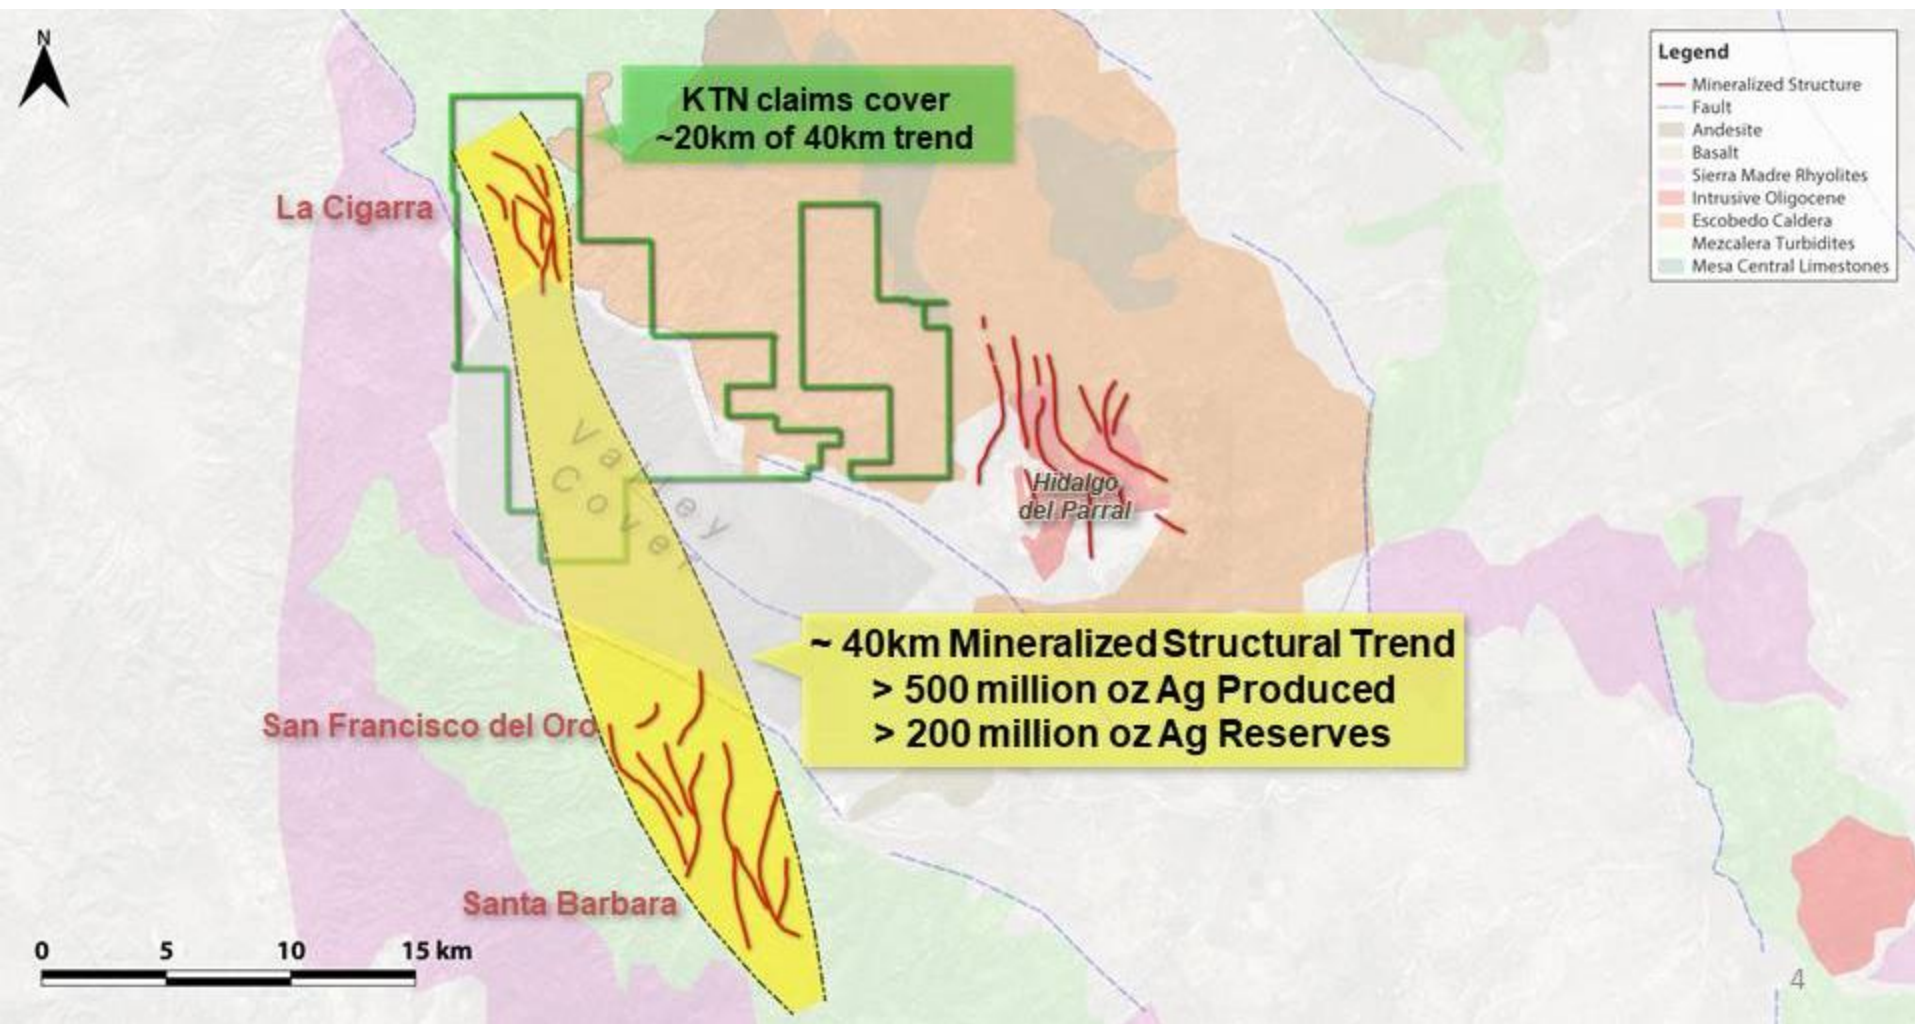 N
KTN claims cover
~20km of 40km trend
Legend
Mineralized Structure
Fault
Andesite
Basalt
Sierra Madre Rhyolites
Intrusive Oligocene
Escobedo Caldera
Mezcalera Turbidites
Mesa Central Limestones
La Cigarra
Valley
Cover
Hidalgo
del Parral
~ 40km Mineralized Structural Trend
> 500 million oz Ag Produced
> 200 million oz Ag Reserves
San Francisco del Oro
Santa Barbara
0 5 10 15 km
4